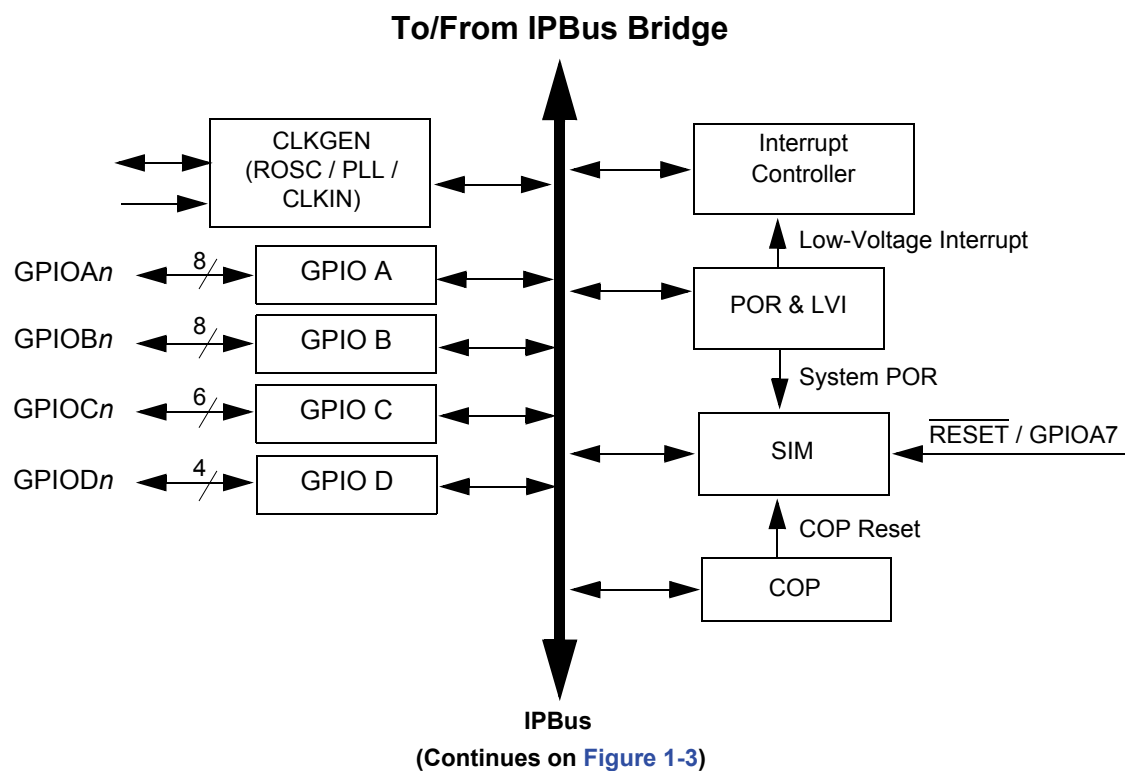 To/From IPBus Bridge
CLKGEN
(ROSC / PLL /
CLKIN)
Interrupt
Controller
Low-Voltage Interrupt
GPIOAn
8
GPIO A
POR & LVI
GPIOBn
8
GPIO B
System POR
GPIOCn
6
GPIO C
RESET / GPIOA7
SIM
GPIODn
4
GPIO D
COP Reset
COP
IPBus
(Continues on Figure 1-3)